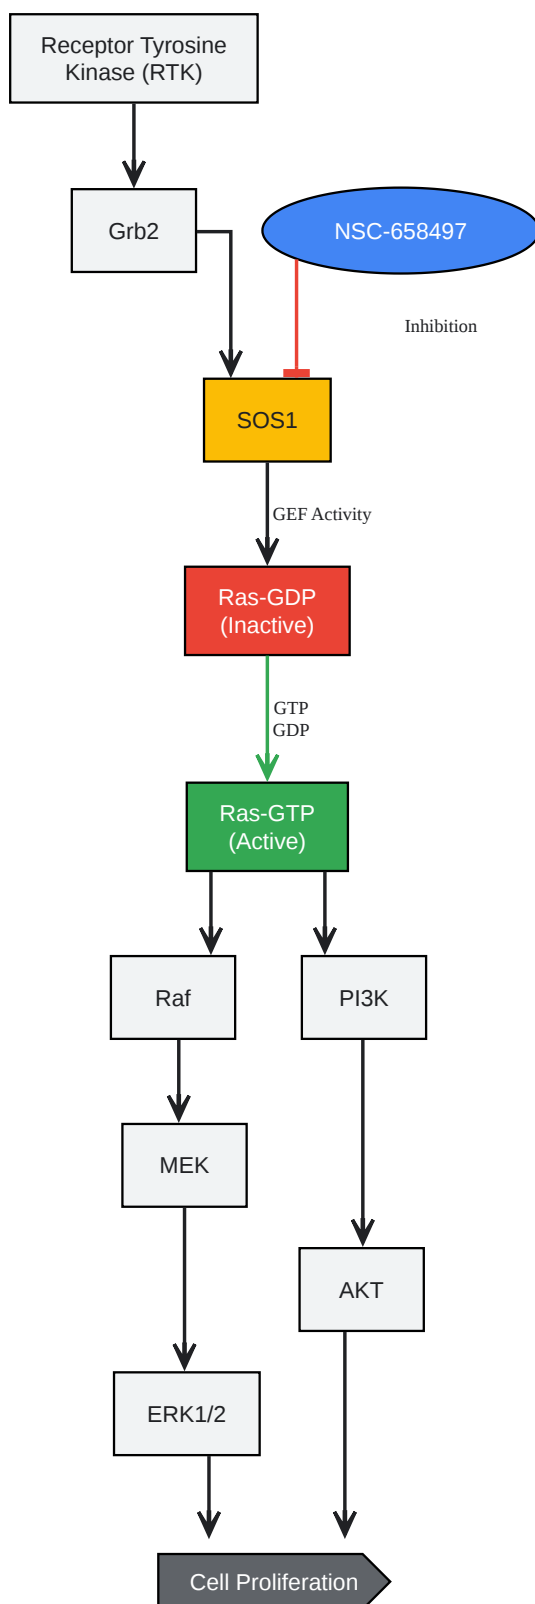 Receptor Tyrosine
Kinase (RTK)
Grb2
NSC-658497
Inhibition
SOS1
GEF Activity
Ras-GDP
(Inactive)
GTP
GDP
Ras-GTP
(Active)
Raf
PI3K
MEK
AKT
ERK1/2
Cell Proliferation